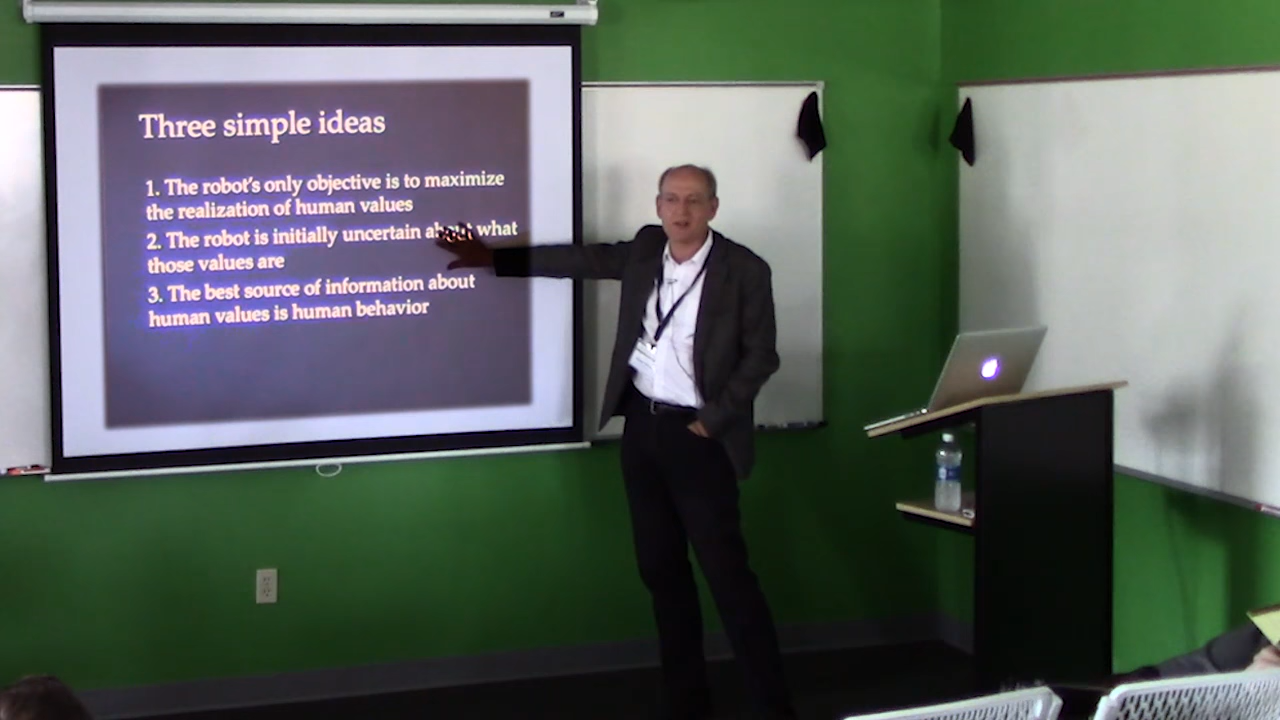 Three simple ideas
1. The robot's only objective is to maximize
the realization of human values
2. The robot is initially uncertain about what
those values are
3. The best source of information about
human values is human behavior